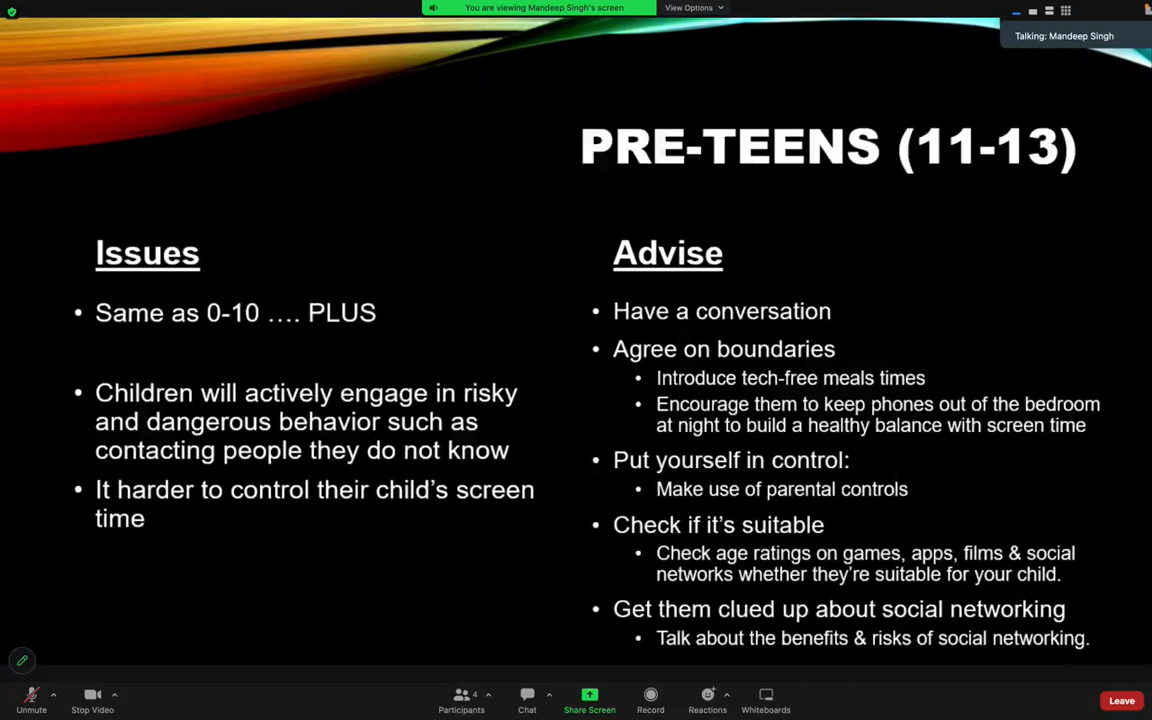 You are viewing Mandeep Singh's screen
View Options
Talking: Mandeep Singh
PRE-TEENS (11-13)
Issues
• Same as 0-10 …. PLUS
• Children will actively engage in risky
and dangerous behavior such as
contacting people they do not know
• It harder to control their child's screen
time
Advise
• Have a conversation
• Agree on boundaries
• Introduce tech-free meals times
• Encourage them to keep phones out of the bedroom
at night to build a healthy balance with screen time
• Put yourself in control:
• Make use of parental controls
• Check if it's suitable
• Check age ratings on games, apps, films & social
networks whether they're suitable for your child.
• Get them clued up about social networking
• Talk about the benefits & risks of social networking.
Unmute
Stop Video
4
Participants
Chat
Share Screen
Record
Reactions
Whiteboards
Leave